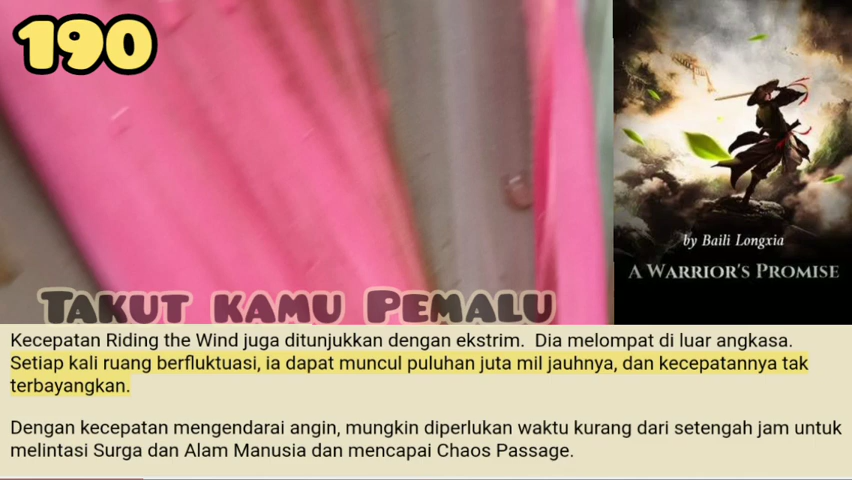 190
by Baili Longxia
A WARRIOR'S PROMISE
TAKUT KAMU PEMALU
Kecepatan Riding the Wind juga ditunjukkan dengan ekstrim.  Dia melompat di luar angkasa.
Setiap kali ruang berfluktuasi, ia dapat muncul puluhan juta mil jauhnya, dan kecepatannya tak
terbayangkan.
Dengan kecepatan mengendarai angin, mungkin diperlukan waktu kurang dari setengah jam untuk
melintasi Surga dan Alam Manusia dan mencapai Chaos Passage.